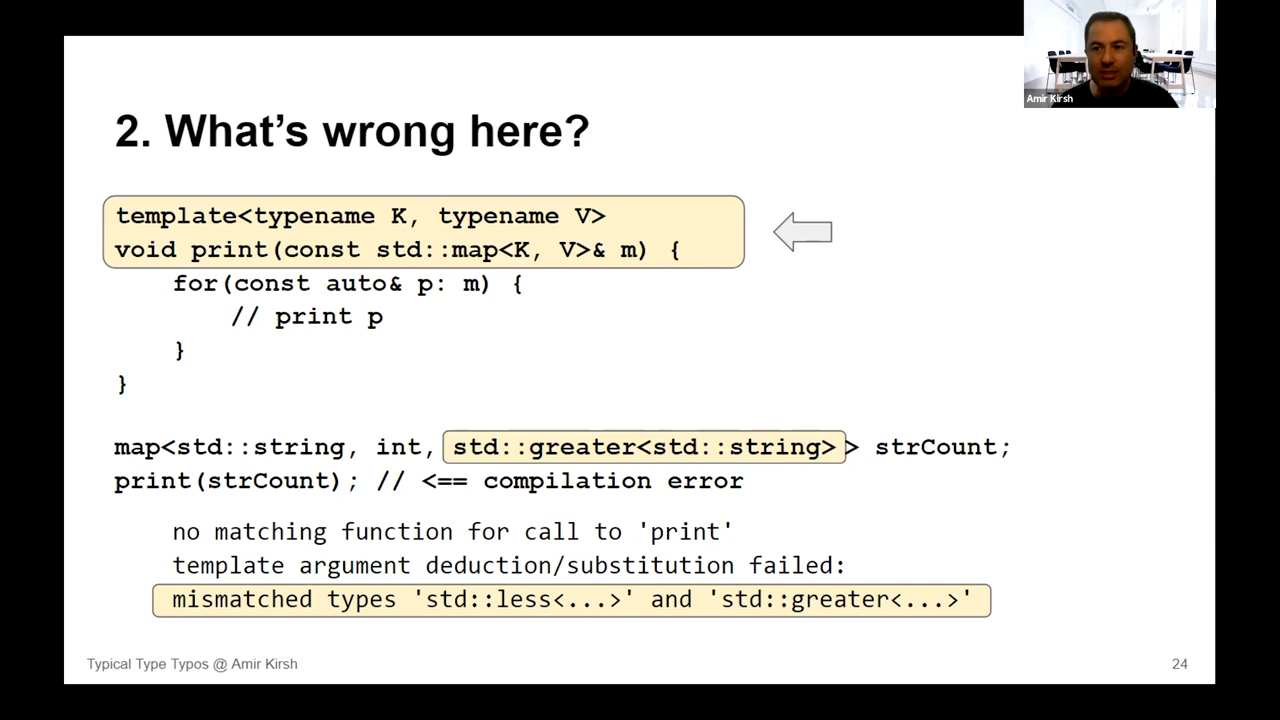 Amir Kirsh
2. What's wrong here?
template<typename K, typename V>
void print(const std::map<K, V>& m) {
for(const auto& p: m) {
// print p
}
}
map<std::string, int, std::greater<std::string>> strCount;
print(strCount); // <== compilation error
no matching function for call to 'print'
template argument deduction/substitution failed:
mismatched types 'std::less<...>' and 'std::greater<...>'
Typical Type Typos @ Amir Kirsh
24